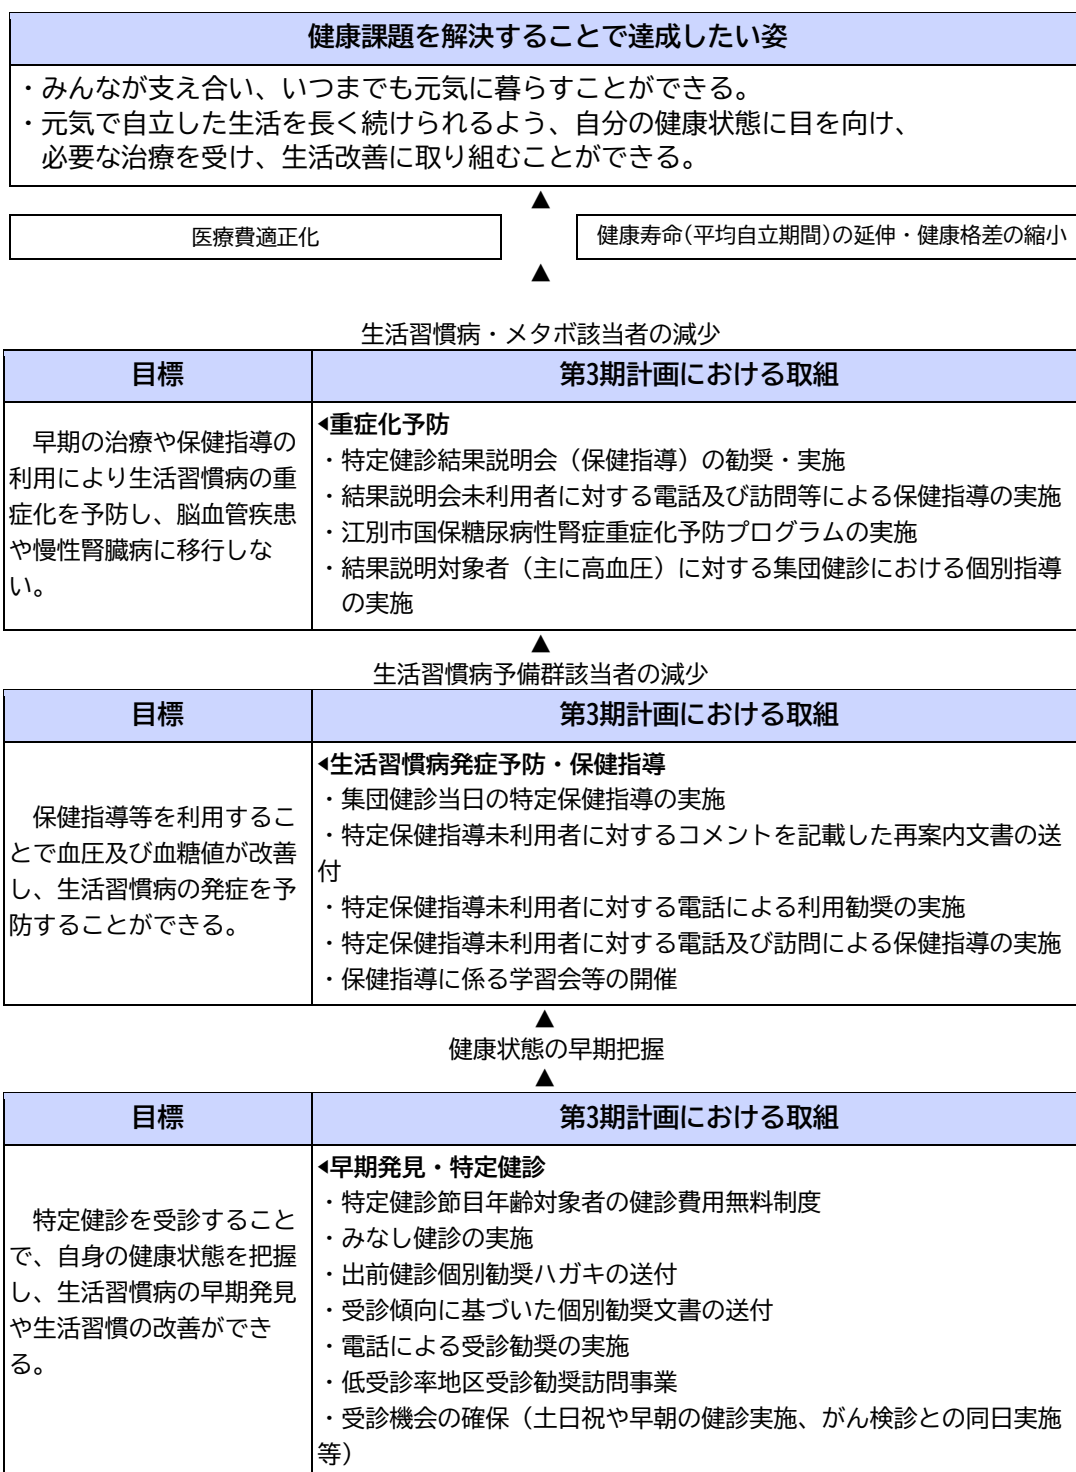 健康課題を解決することで達成したい姿
・みんなが支え合い、いつまでも元気に暮らすことができる。
・元気で自立した生活を長く続けられるよう、自分の健康状態に目を向け、
必要な治療を受け、生活改善に取り組むことができる。
▲
医療費適正化
健康寿命(平均自立期間)の延伸・健康格差の縮小
▲
生活習慣病・メタボ該当者の減少
目標
第3期計画における取組
早期の治療や保健指導の
利用により生活習慣病の重
症化を予防し、脳血管疾患
や慢性腎臓病に移行しな
い。
◀重症化予防
・特定健診結果説明会（保健指導）の勧奨・実施
・結果説明会未利用者に対する電話及び訪問等による保健指導の実施
・江別市国保糖尿病性腎症重症化予防プログラムの実施
・結果説明対象者（主に高血圧）に対する集団健診における個別指導
の実施
▲
生活習慣病予備群該当者の減少
目標
第3期計画における取組
保健指導等を利用するこ
とで血圧及び血糖値が改善
し、生活習慣病の発症を予
防することができる。
◀生活習慣病発症予防・保健指導
・集団健診当日の特定保健指導の実施
・特定保健指導未利用者に対するコメントを記載した再案内文書の送
付
・特定保健指導未利用者に対する電話による利用勧奨の実施
・特定保健指導未利用者に対する電話及び訪問による保健指導の実施
・保健指導に係る学習会等の開催
▲
健康状態の早期把握
▲
目標
第3期計画における取組
特定健診を受診すること
で、自身の健康状態を把握
し、生活習慣病の早期発見
や生活習慣の改善ができ
る。
◀早期発見・特定健診
・特定健診節目年齢対象者の健診費用無料制度
・みなし健診の実施
・出前健診個別勧奨ハガキの送付
・受診傾向に基づいた個別勧奨文書の送付
・電話による受診勧奨の実施
・低受診率地区受診勧奨訪問事業
・受診機会の確保（土日祝や早朝の健診実施、がん検診との同日実施
等）